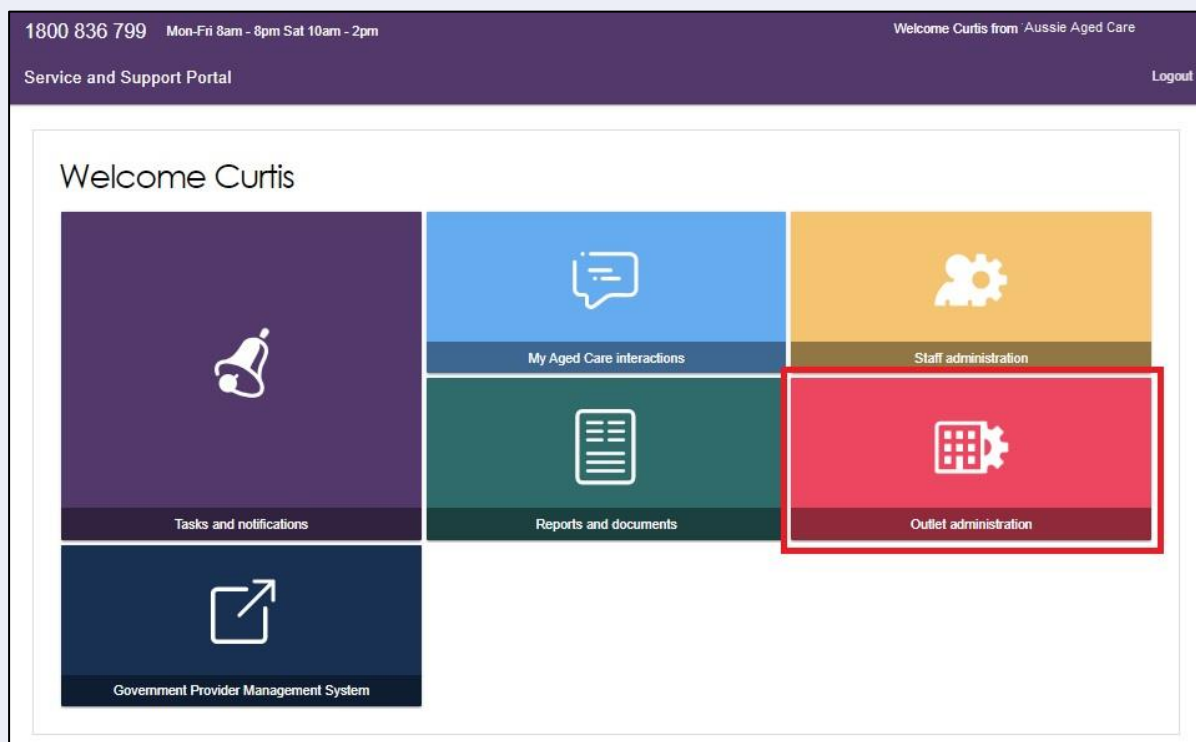 1800 836 799 Mon-Fri 8am - 8pm Sat 10am - 2pm
Welcome Curtis from 'Aussie Aged Care
Service and Support Portal
Logout
Welcome Curtis
My Aged Care interactions
Staff administration
Tasks and notifications
Reports and documents
Outlet administration
Government Provider Management System